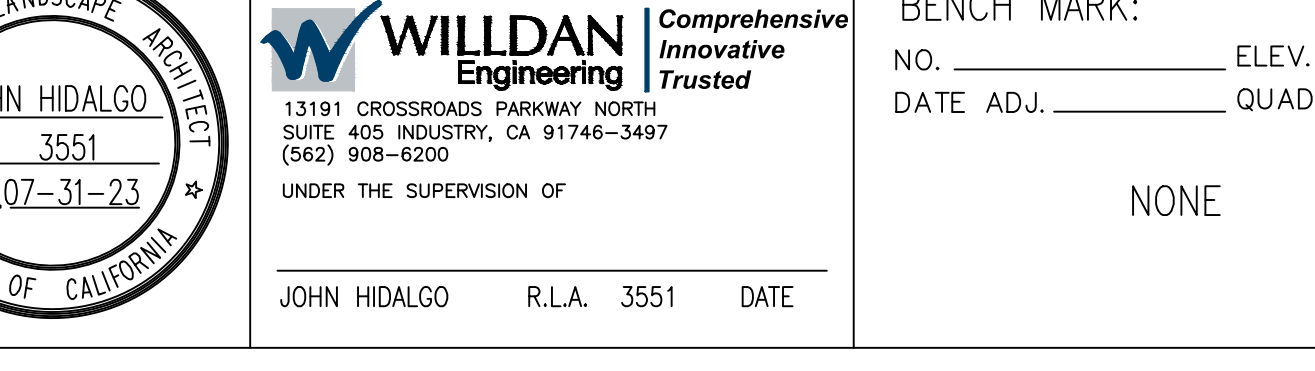 LANDSCAPE ARCHITECT
HIDALGO
3551
07-31-23
OF CALIFORNIA
WILLDAN
Engineering
Comprehensive
Innovative
Trusted
13191 CROSSROADS PARKWAY NORTH
SUITE 405 INDUSTRY, CA 91746-3497
(562) 908-6200
UNDER THE SUPERVISION OF
JOHN HIDALGO R.L.A. 3551 DATE
BENCH MARK:
NO. ELEV.
DATE ADJ. QUAD
NONE